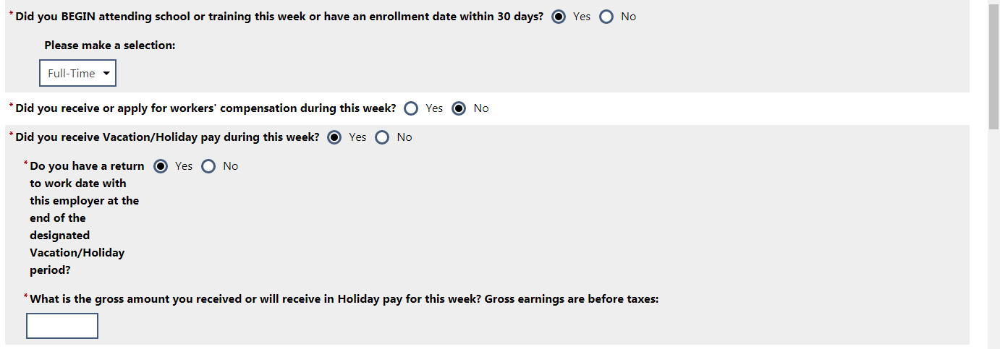 *Did you BEGIN attending school or training this week or have an enrollment date within 30 days? Yes No
Please make a selection:
Full-Time
*Did you receive or apply for workers' compensation during this week? Yes No
*Did you receive Vacation/Holiday pay during this week? Yes No
*Do you have a return Yes No
to work date with
this employer at the
end of the
designated
Vacation/Holiday
period?
*What is the gross amount you received or will receive in Holiday pay for this week? Gross earnings are before taxes: